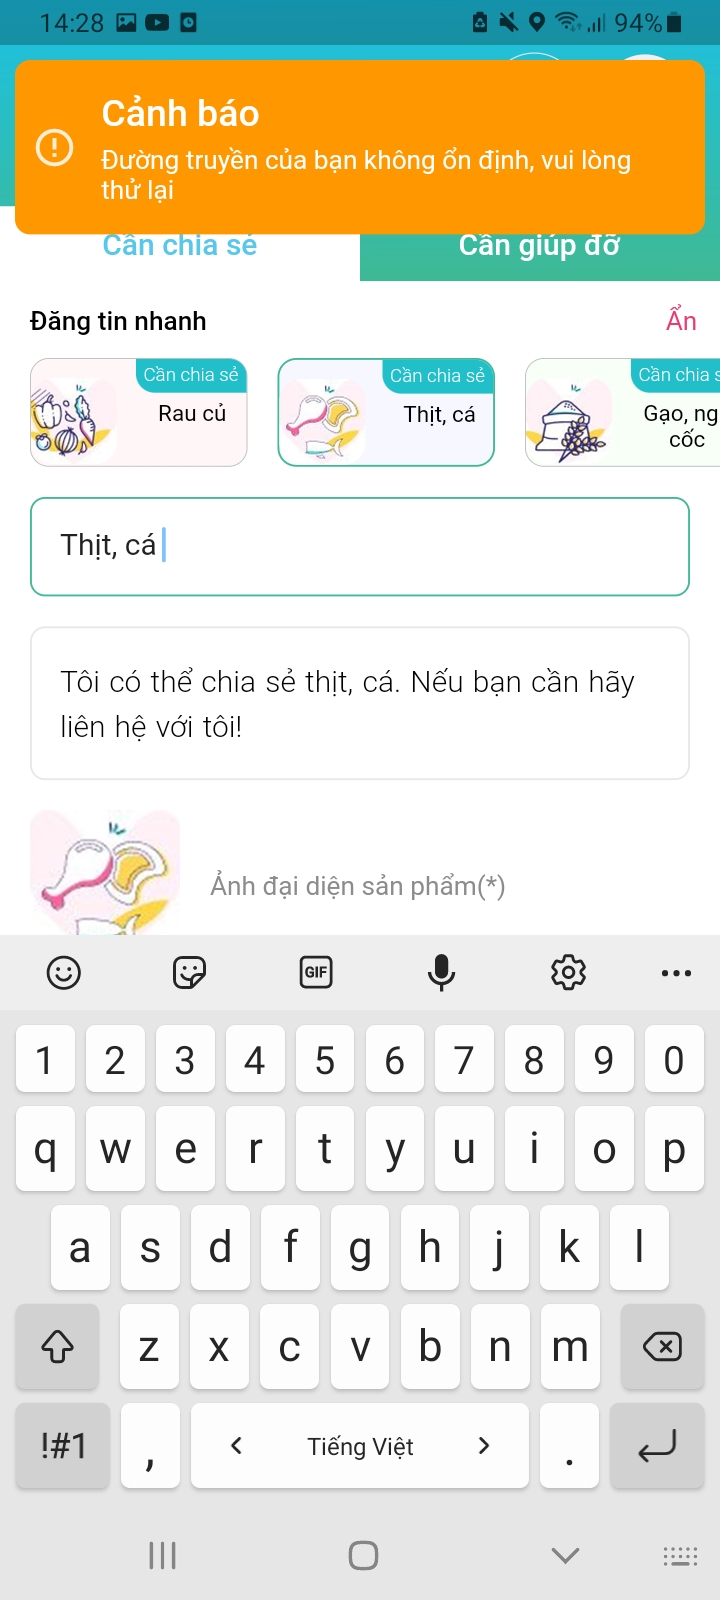 14:28
94%
Cảnh báo
Đường truyền của bạn không ổn định, vui lòng
thử lại
Cần chia sẻ
Cần giúp đỡ
Đăng tin nhanh
Ẩn
Cần chia sẻ
Rau củ
Cần chia sẻ
Thịt, cá
Cần chia s
Gạo, ng
cốc
Thịt, cá
Tôi có thể chia sẻ thịt, cá. Nếu bạn cần hãy
liên hệ với tôi!
Ảnh đại diện sản phẩm(*)
GIF
1 2 3 4 5 6 7 8 9 0
q w e r t y u i o p
a s d f g h j k l
z x c v b n m
!#1 , < Tiếng Việt > .